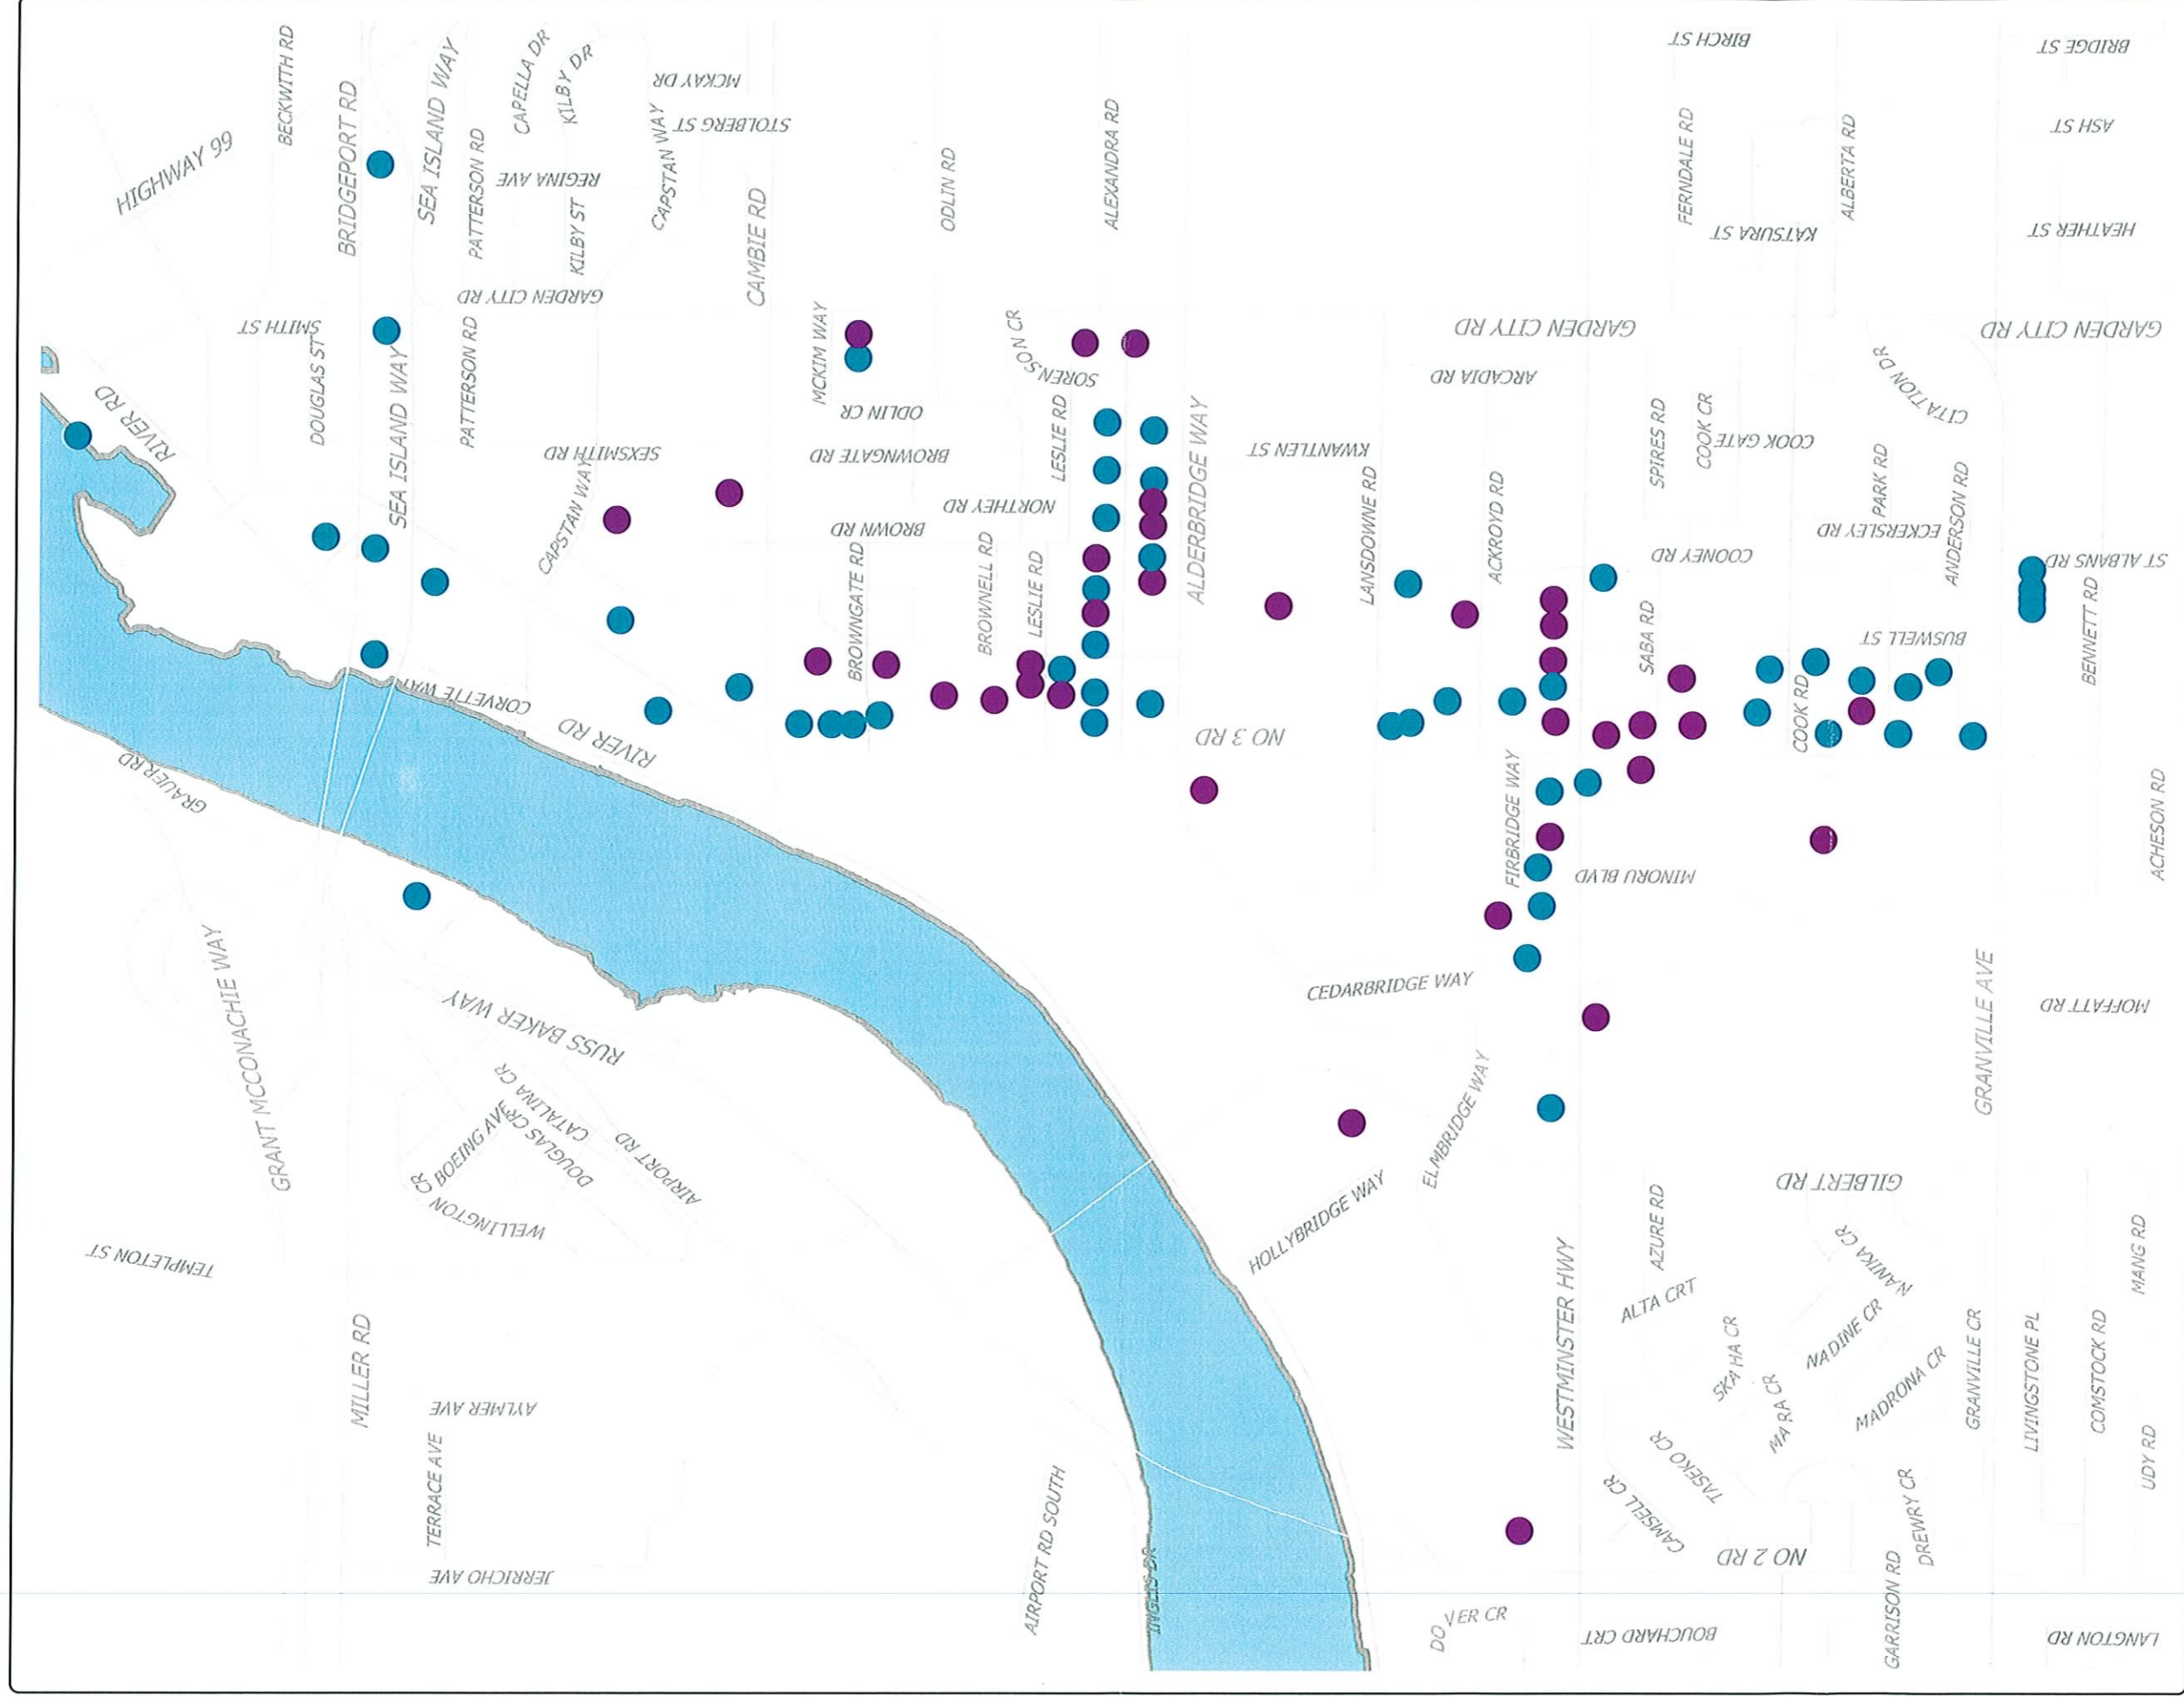 BECKWITH RD
BRIDGEPORT RD
SEA ISLAND WAY
CAPELLA DR
KILBY DR
MCKAY DR
STOLBERG ST
CAPSTAN WAY
PATTERSON RD
REGINA AVE
KILBY ST
HIGHWAY 99
CAMBIE RD
ODLIN RD
ALEXANDRA RD
BIRCH ST
BRIDGE ST
FERNDALE RD
ALBERTA RD
ASH ST
KATSURA ST
HEATHER ST
GARDEN CITY RD
GARDEN CITY RD
GARDEN CITY RD
SMITH ST
DOUGLAS ST
SEA ISLAND WAY
PATTERSON RD
MCKIM WAY
SORENSON CR
ARCADIA RD
CITATION DR
RIVER RD
ODLIN CR
LESLIE RD
ALDERBRIDGE WAY
SPIRES RD
COOK CR
COOK GATE
SEXSMITH RD
CAPSTAN WAY
BROWNGATE RD
KWANTLEN ST
LANSDOWNE RD
ACKROYD RD
PARK RD
ANDERSON RD
NORTHEY RD
BROWN RD
ECKERSLEY RD
COONEY RD
ST ALBANS RD
BROWNGATE RD
BROWNELL RD
LESLIE RD
SABA RD
BUSWELL ST
BENNETT RD
CORVETTE WAY
RIVER RD
NO 3 RD
COOK RD
GRAUER RD
FIRBRIDGE WAY
MINORU BLVD
ACHESON RD
GRANT MCCONACHIE WAY
RUSS BAKER WAY
CEDARBRIDGE WAY
GRANVILLE AVE
MOFFATT RD
CATALINA CR
BOEING AV
DOUGLAS CR
AIRPORT RD
WELLINGTON CR
ELMBRIDGE WAY
HOLLYBRIDGE WAY
GILBERT RD
TEMPLETON ST
AZURE RD
WESTMINSTER HWY
NANIKA CR
MANG RD
ALTA CRT
MILLER RD
SKAHA CR
NADINE CR
MADRONA CR
GRANVILLE CR
LIVINGSTONE PL
COMSTOCK RD
MARA CR
AYLMER AVE
TERRACE AVE
TASEKO CR
CAMSELL CR
UDY RD
AIRPORT RD SOUTH
DREWRY CR
NO 2 RD
JERRICHO AVE
INGLIS DR
DOVER CR
BOUCHARD CRT
GARRISON RD
LANGTON RD